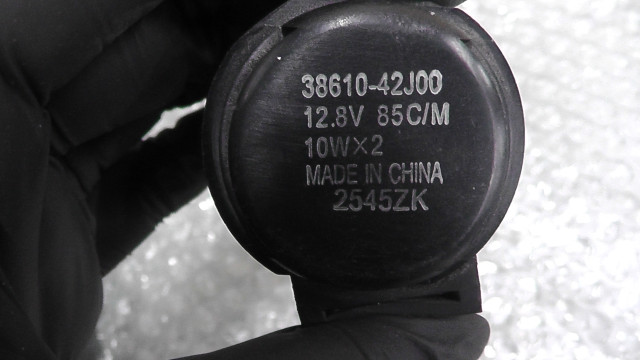 38610-42J00
12.8V 85C/M
10W×2
MADE IN CHINA
2545ZK